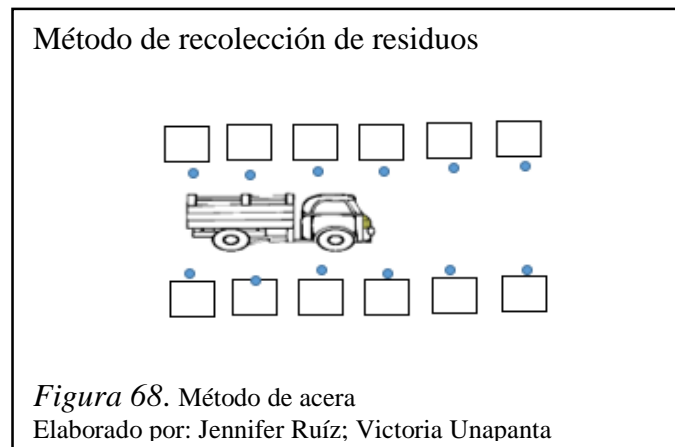 Método de recolección de residuos
Figura 68. Método de acera
Elaborado por: Jennifer Ruíz; Victoria Unapanta